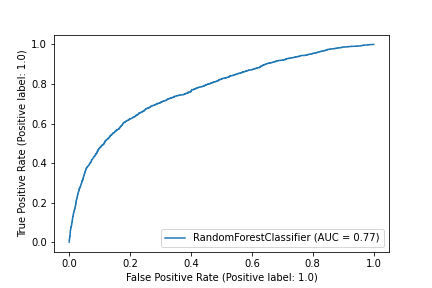 True Positive Rate (Positive label: 1.0)
1.0
0.8
0.6
0.4
0.2
0.0
RandomForestClassifier (AUC = 0.77)
0.0 0.2 0.4 0.6 0.8 1.0
False Positive Rate (Positive label: 1.0)